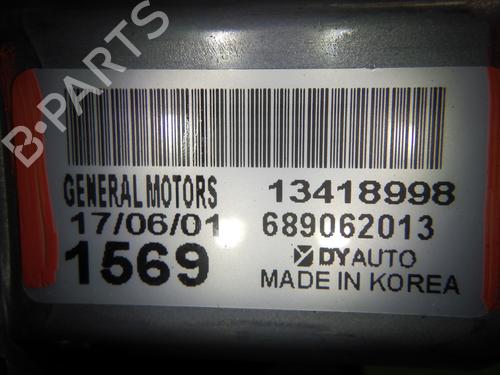 B-PARTS
GENERAL MOTORS 13418998
17/06/01 689062013
1569 DYAUTO
MADE IN KOREA